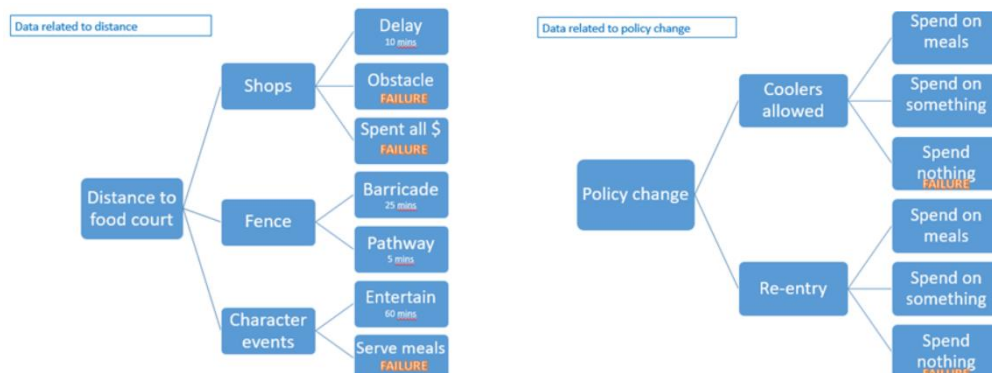 Data related to distance
Distance to
food court
Shops
Delay
10 mins
Obstacle
FAILURE
Spent all $
FAILURE
Fence
Barricade
25 mins
Pathway
5 mins
Character
events
Entertain
60 mins
Serve meals
FAILURE
Data related to policy change
Policy change
Coolers
allowed
Spend on
meals
Spend on
something
Spend
nothing
FAILURE
Re-entry
Spend on
meals
Spend on
something
Spend
nothing
FAILURE